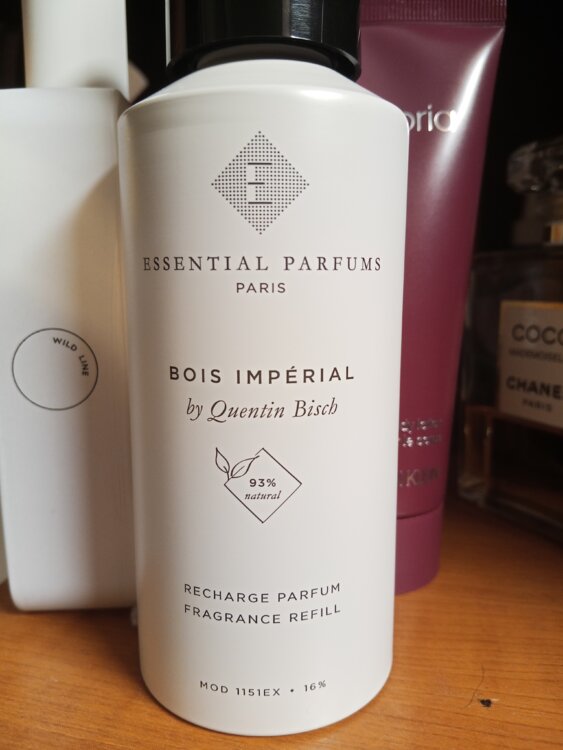 E
ESSENTIAL PARFUMS
PARIS
BOIS IMPÉRIAL
by Quentin Bisch
93%
natural
RECHARGE PARFUM
FRAGRANCE REFILL
MOD 1151EX • 16%
WILD LINE
COCO
MADEMOISELLE
CHANEL
PARIS